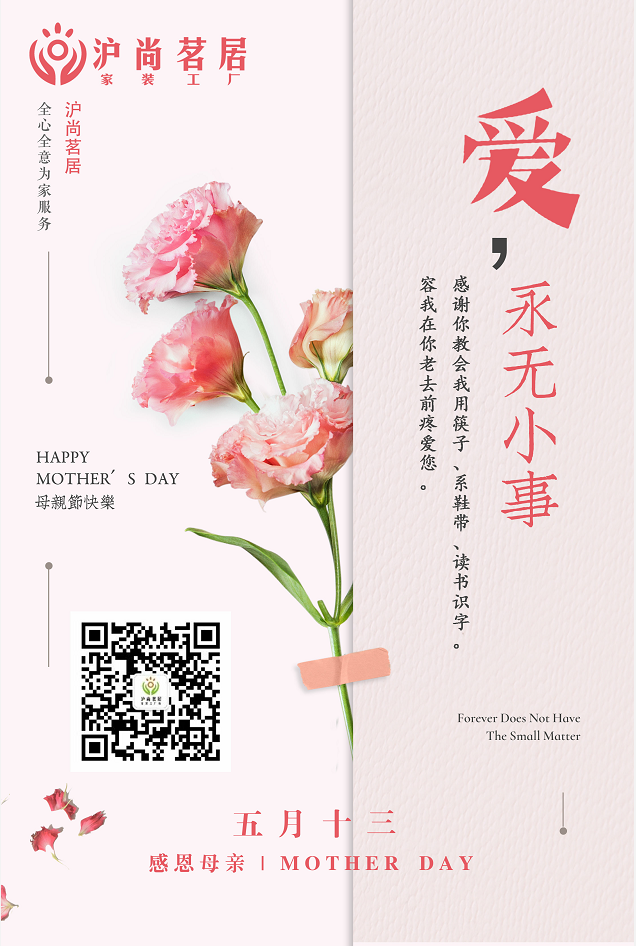 沪尚茗居
家装工厂
沪尚茗居
全心全意为家服务
爱，
永无小事
感谢你教会我用筷子、系鞋带、读书识字。
容我在你老去前疼爱您。
HAPPY
MOTHER′S DAY
母親節快樂
沪尚茗居
Forever Does Not Have
The Small Matter
五月十三
感恩母亲 | MOTHER DAY